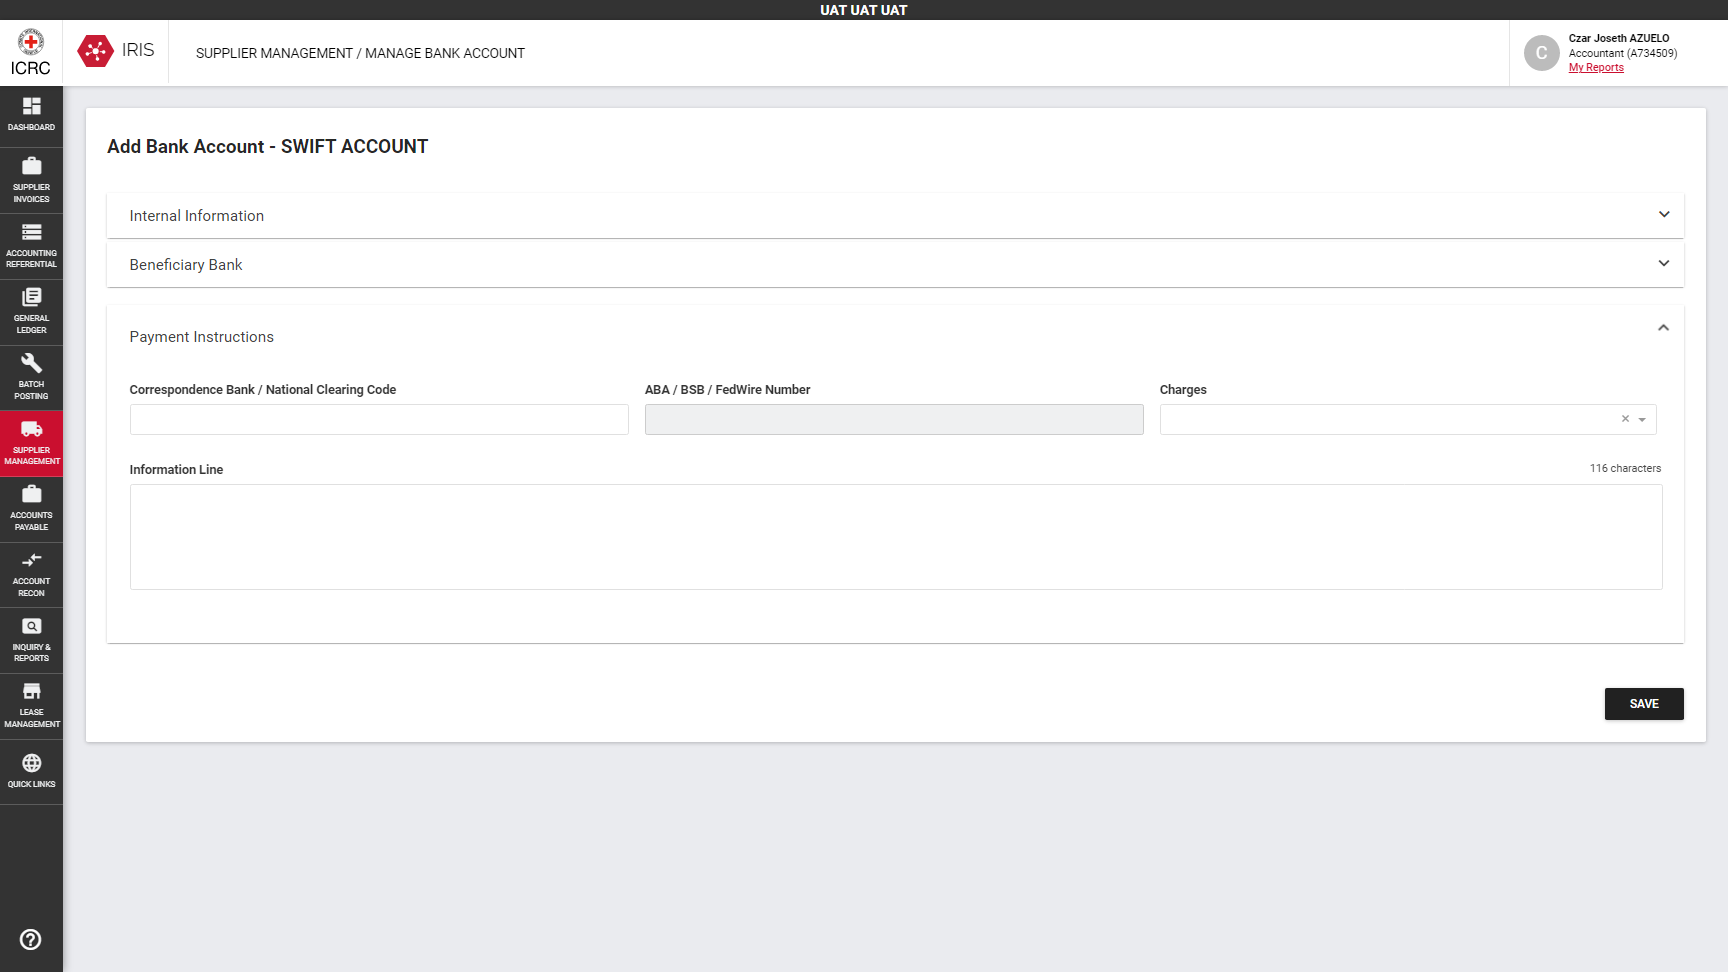 UAT UAT UAT
ICRC
IRIS
SUPPLIER MANAGEMENT / MANAGE BANK ACCOUNT
C
Czar Joseth AZUELO
Accountant (A734509)
My Reports
DASHBOARD
SUPPLIER
INVOICES
ACCOUNTING
REFERENTIAL
GENERAL
LEDGER
BATCH
POSTING
SUPPLIER
MANAGEMENT
ACCOUNTS
PAYABLE
ACCOUNT
RECON
INQUIRY &
REPORTS
LEASE
MANAGEMENT
QUICK LINKS
Add Bank Account - SWIFT ACCOUNT
Internal Information
Beneficiary Bank
Payment Instructions
Correspondence Bank / National Clearing Code
ABA / BSB / FedWire Number
Charges
Information Line
116 characters
SAVE